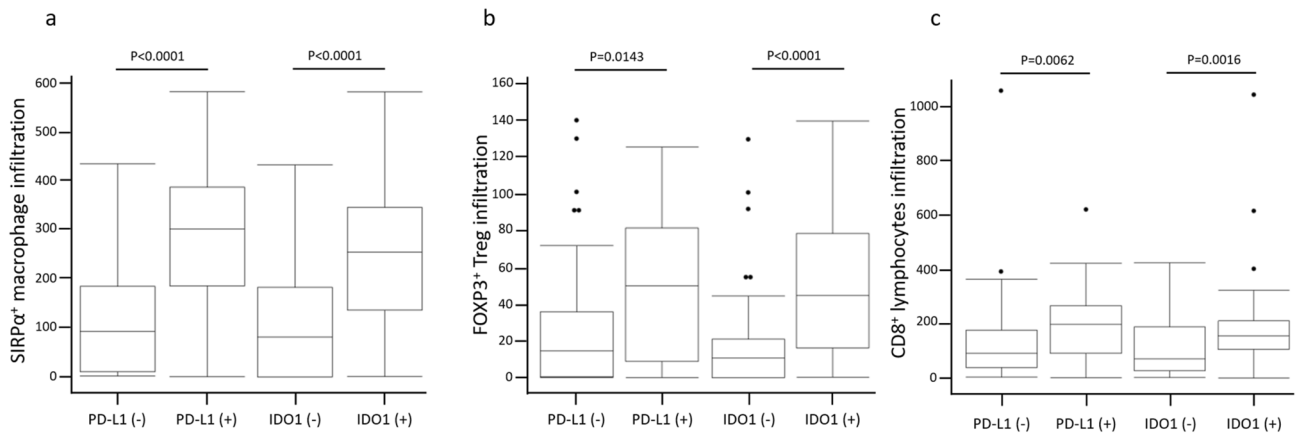 a
P<0.0001
P<0.0001
SIRPα⁺ macrophage infiltration
600
500
400
300
200
100
0
PD-L1 (-)
PD-L1 (+)
IDO1 (-)
IDO1 (+)
b
P=0.0143
P<0.0001
FOXP3⁺ Treg infiltration
160
140
120
100
80
60
40
20
0
PD-L1 (-)
PD-L1 (+)
IDO1 (-)
IDO1 (+)
c
P=0.0062
P=0.0016
CD8⁺ lymphocytes infiltration
1000
800
600
400
200
0
PD-L1 (-)
PD-L1 (+)
IDO1 (-)
IDO1 (+)